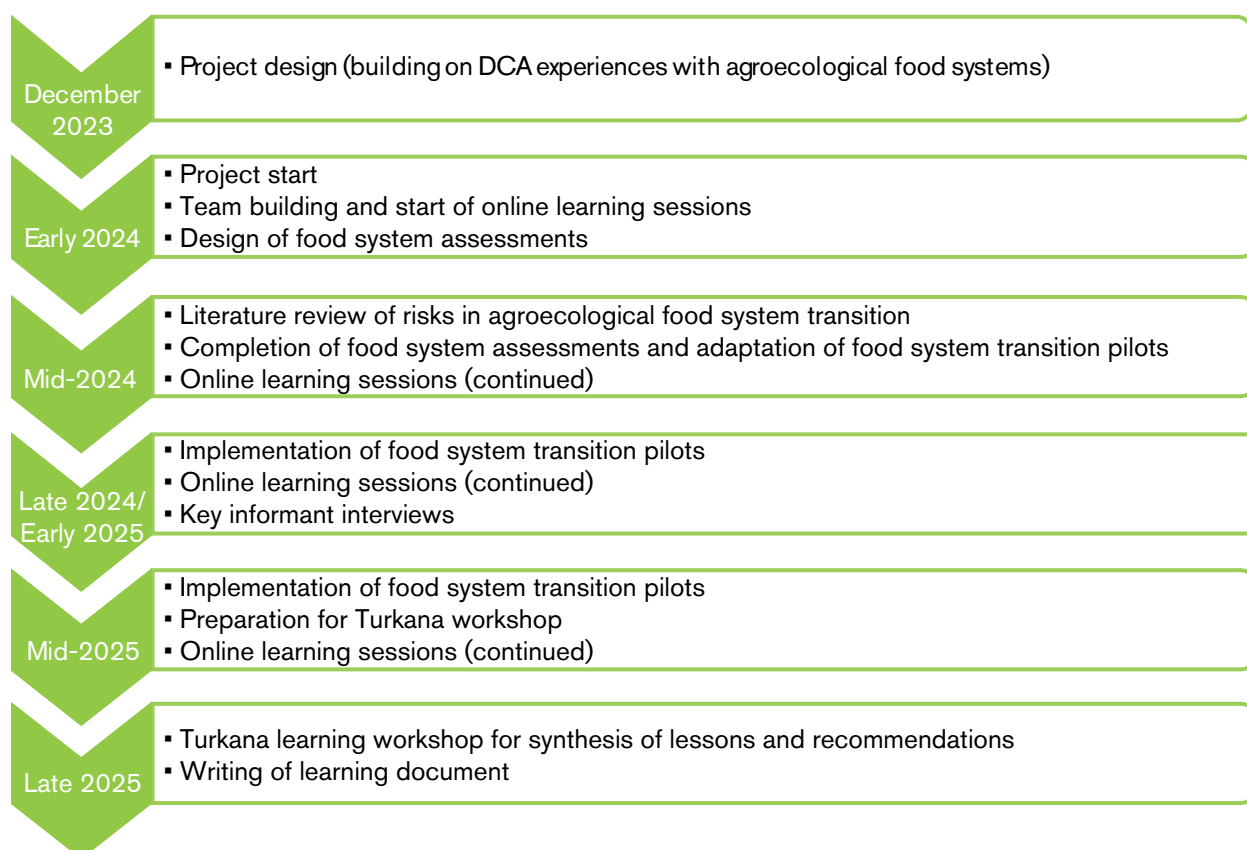 December
2023
▪ Project design (building on DCA experiences with agroecological food systems)
Early 2024
▪ Project start
▪ Team building and start of online learning sessions
▪ Design of food system assessments
Mid-2024
▪ Literature review of risks in agroecological food system transition
▪ Completion of food system assessments and adaptation of food system transition pilots
▪ Online learning sessions (continued)
Late 2024/
Early 2025
▪ Implementation of food system transition pilots
▪ Online learning sessions (continued)
▪ Key informant interviews
Mid-2025
▪ Implementation of food system transition pilots
▪ Preparation for Turkana workshop
▪ Online learning sessions (continued)
Late 2025
▪ Turkana learning workshop for synthesis of lessons and recommendations
▪ Writing of learning document